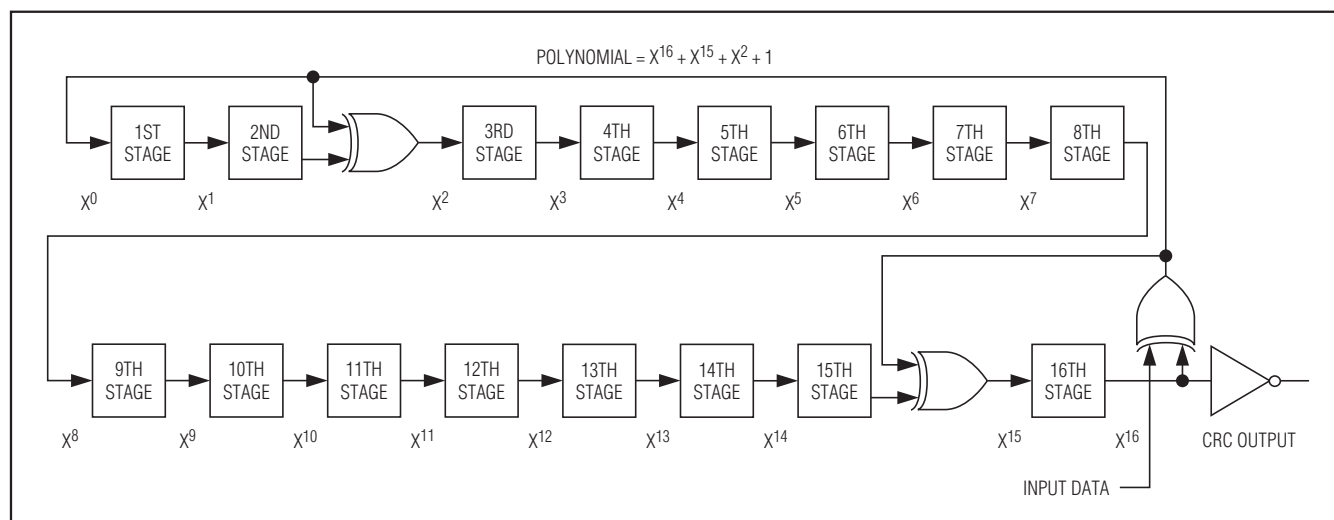 POLYNOMIAL = X¹⁶ + X¹⁵ + X² + 1
1ST
STAGE
2ND
STAGE
3RD
STAGE
4TH
STAGE
5TH
STAGE
6TH
STAGE
7TH
STAGE
8TH
STAGE
X⁰
X¹
X²
X³
X⁴
X⁵
X⁶
X⁷
9TH
STAGE
10TH
STAGE
11TH
STAGE
12TH
STAGE
13TH
STAGE
14TH
STAGE
15TH
STAGE
16TH
STAGE
X⁸
X⁹
X¹⁰
X¹¹
X¹²
X¹³
X¹⁴
X¹⁵
X¹⁶
CRC OUTPUT
INPUT DATA